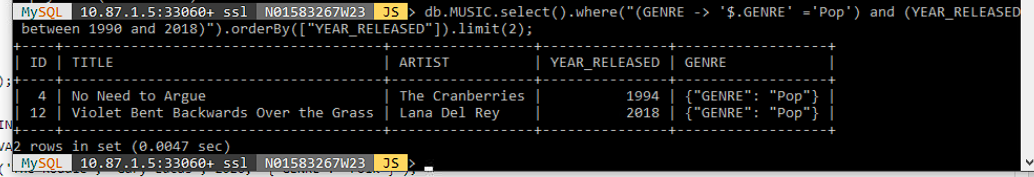 MySQL 10.87.1.5:33060+ ssl N01583267W23 JS > db.MUSIC.select().where("(GENRE -> '$.GENRE' ='Pop') and (YEAR_RELEASED
between 1990 and 2018)").orderBy(["YEAR_RELEASED"]).limit(2);
+----+----------------------------------------+-----------------+---------------+------------------+
| ID | TITLE | ARTIST | YEAR_RELEASED | GENRE |
+----+----------------------------------------+-----------------+---------------+------------------+
| 4 | No Need to Argue | The Cranberries | 1994 | {"GENRE": "Pop"} |
| 12 | Violet Bent Backwards Over the Grass | Lana Del Rey | 2018 | {"GENRE": "Pop"} |
+----+----------------------------------------+-----------------+---------------+------------------+
2 rows in set (0.0047 sec)
MySQL 10.87.1.5:33060+ ssl N01583267W23 JS >
);
IN
VA